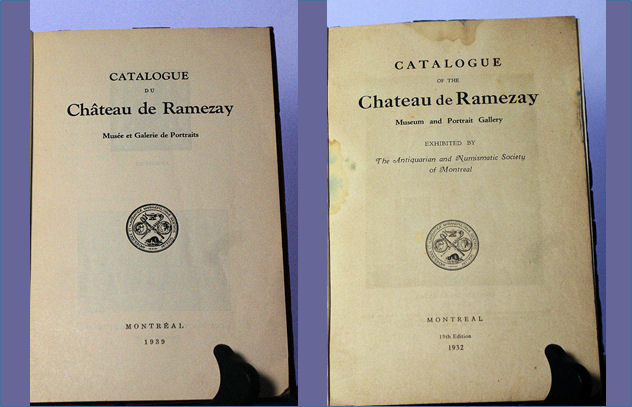 CATALOGUE
DU
Château de Ramezay
Musée et Galerie de Portraits
MONTRÉAL
1939
CATALOGUE
OF THE
Chateau de Ramezay
Museum and Portrait Gallery
EXHIBITED BY
The Antiquarian and Numismatic Society
of Montreal
MONTREAL
19th Edition
1932